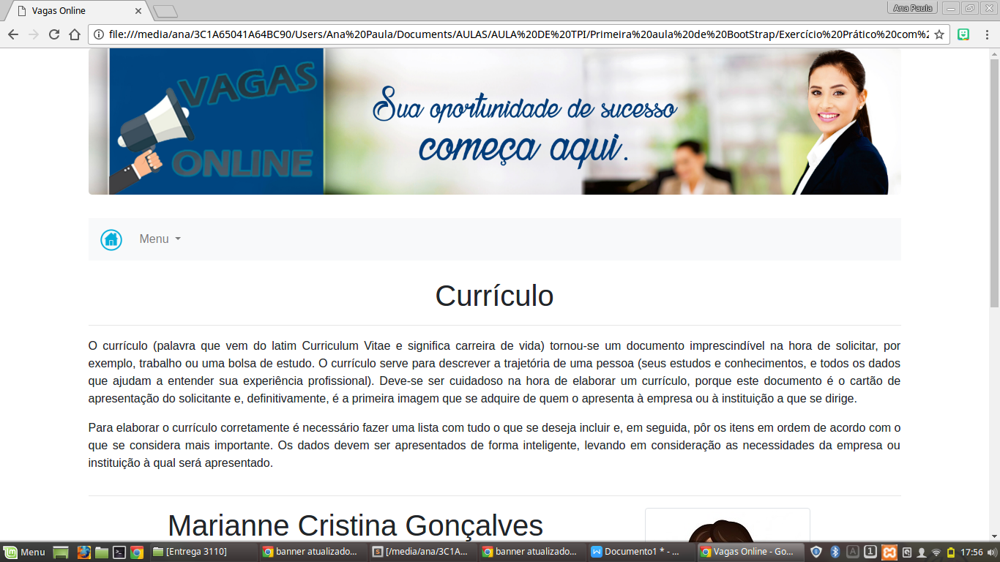 Vagas Online
Ana Paula
file:///media/ana/3C1A65041A64BC90/Users/Ana%20Paula/Documents/AULAS/AULA%20DE%20TPI/Primeira%20aula%20de%20BootStrap/Exercício%20Prático%20com%2
VAGAS
ONLINE
Sua oportunidade de sucesso
começa aqui.
Menu
Currículo
O currículo (palavra que vem do latim Curriculum Vitae e significa carreira de vida) tornou-se um documento imprescindível na hora de solicitar, por
exemplo, trabalho ou uma bolsa de estudo. O currículo serve para descrever a trajetória de uma pessoa (seus estudos e conhecimentos, e todos os dados
que ajudam a entender sua experiência profissional). Deve-se ser cuidadoso na hora de elaborar um currículo, porque este documento é o cartão de
apresentação do solicitante e, definitivamente, é a primeira imagem que se adquire de quem o apresenta à empresa ou à instituição a que se dirige.
Para elaborar o currículo corretamente é necessário fazer uma lista com tudo o que se deseja incluir e, em seguida, pôr os itens em ordem de acordo com o
que se considera mais importante. Os dados devem ser apresentados de forma inteligente, levando em consideração as necessidades da empresa ou
instituição à qual será apresentado.
Marianne Cristina Gonçalves
Menu [Entrega 3110] banner atualizado... [/media/ana/3C1A... banner atualizado... Documento1 * - ... Vagas Online - Go... A 1 17:56